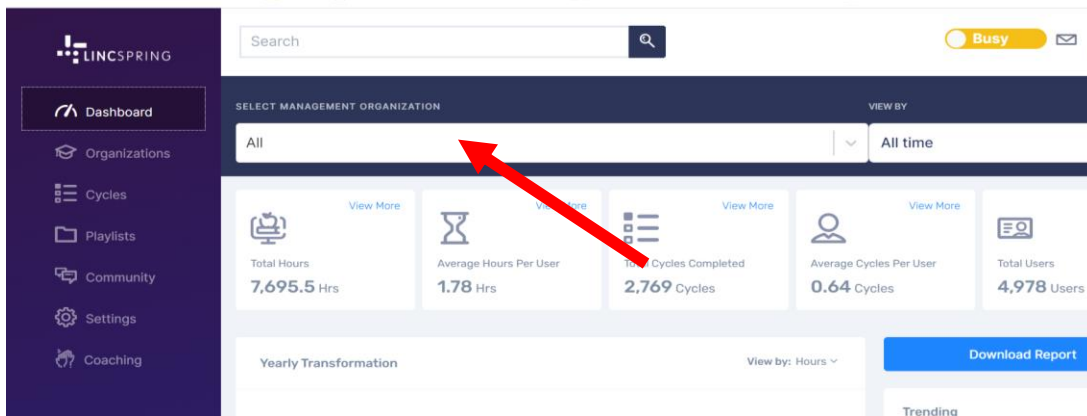 LINCSPRING
Search
Busy
Dashboard
Organizations
Cycles
Playlists
Community
Settings
Coaching
SELECT MANAGEMENT ORGANIZATION
VIEW BY
All
All time
View More
Total Hours
7,695.5 Hrs
View More
Average Hours Per User
1.78 Hrs
View More
Total Cycles Completed
2,769 Cycles
View More
Average Cycles Per User
0.64 Cycles
Total Users
4,978 Users
Yearly Transformation
View by: Hours
Download Report
Trending